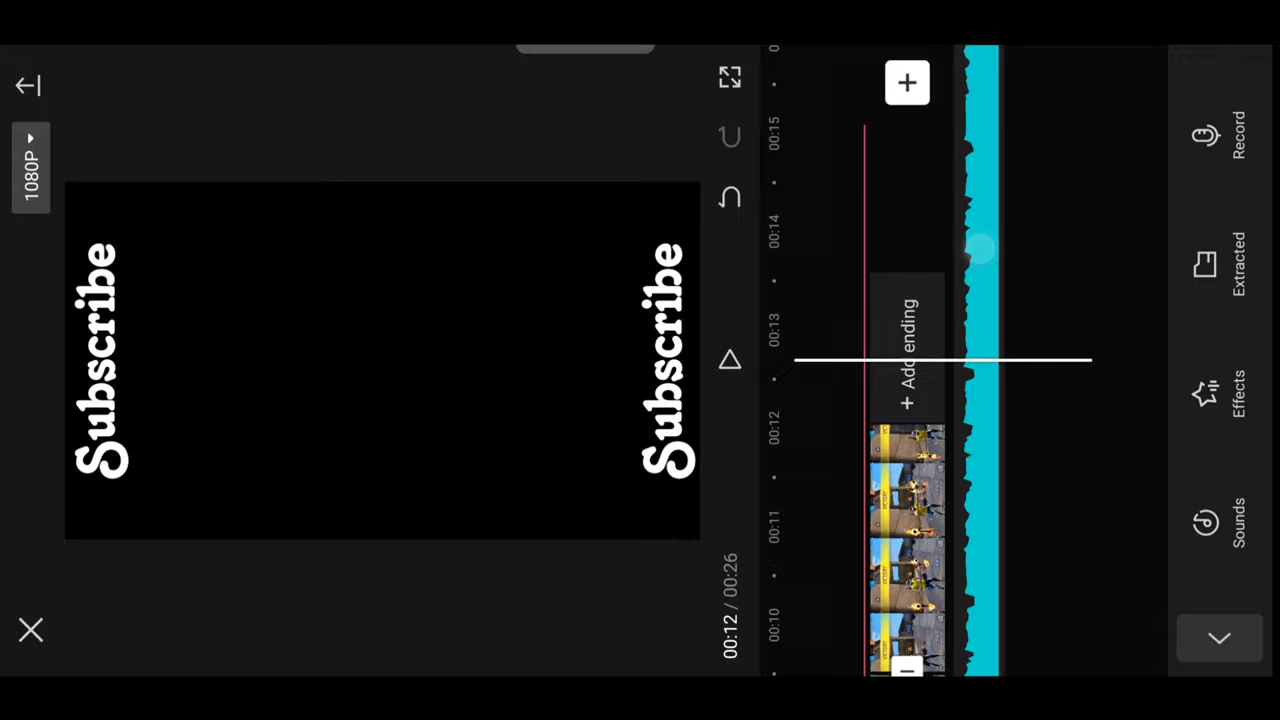 1080P
Subscribe
Subscribe
00:12 / 00:26
00:10
00:11
00:12
00:13
00:14
00:15
0
+ Add ending
Sounds
Effects
Extracted
Record